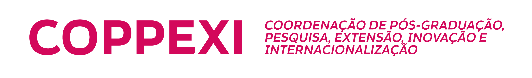 COPPEXI
COORDENAÇÃO DE PÓS-GRADUAÇÃO,
PESQUISA, EXTENSÃO, INOVAÇÃO E
INTERNACIONALIZAÇÃO